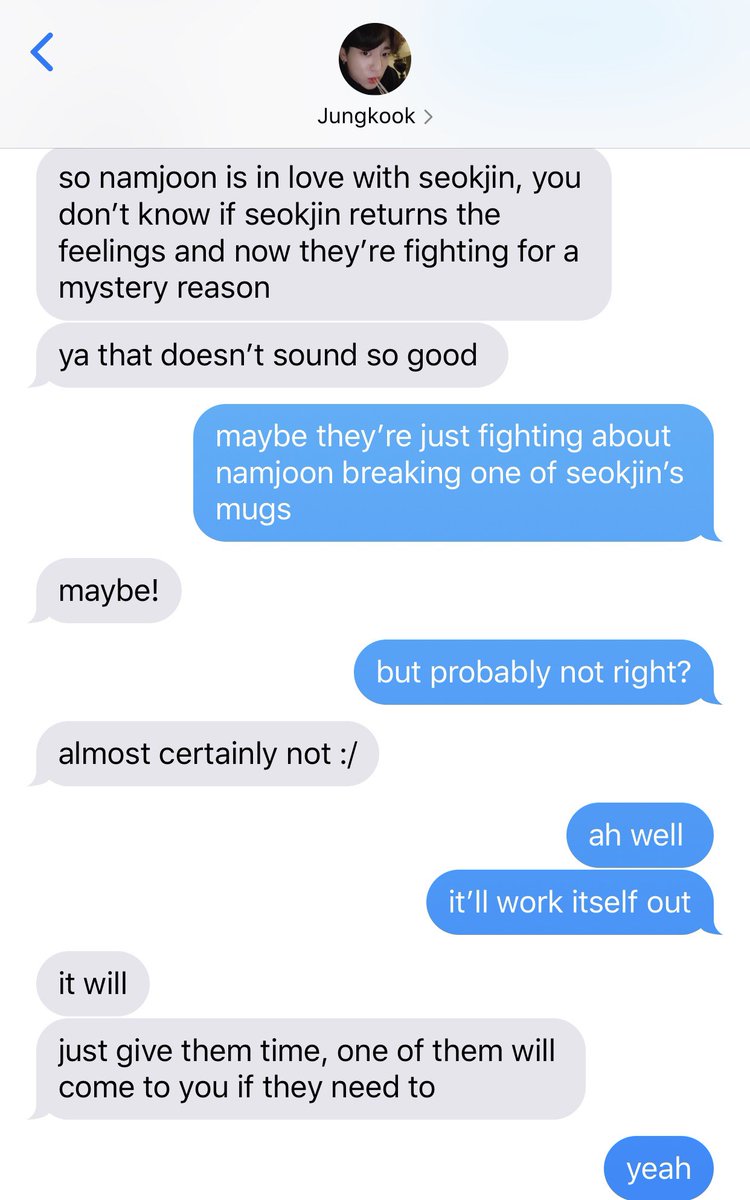 Jungkook
so namjoon is in love with seokjin, you
don’t know if seokjin returns the
feelings and now they’re fighting for a
mystery reason
ya that doesn’t sound so good
maybe they’re just fighting about
namjoon breaking one of seokjin’s
mugs
maybe!
but probably not right?
almost certainly not :/
ah well
it’ll work itself out
it will
just give them time, one of them will
come to you if they need to
yeah